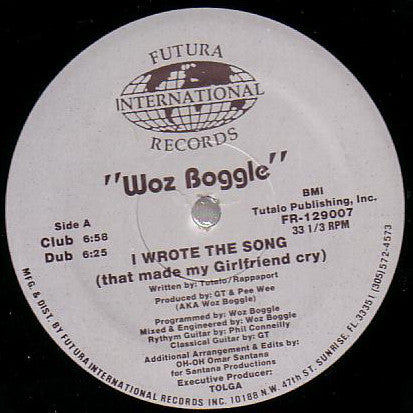 FUTURA
INTERNATIONAL
RECORDS
"Woz Boggle"
BMI
Tutalo Publishing, Inc.
FR-129007
33 1/3 RPM
Side A
Club 6:58
Dub 6:25
I WROTE THE SONG
(that made my Girlfriend cry)
Written by: Tutalo/Rappaport
Produced by: GT & Pee Wee
(AKA Woz Boggle)
Programmed by: Woz Boggle
Mixed & Engineered by: Woz Boggle
Rythym Guitar by: Phil Conneilly
Classical Guitar by: GT
Additional Arrangement & Edits by:
OH-OH Omar Santana
for Santana Productions
Executive Producer:
TOLGA
MFG. & DIST. BY FUTURA INTERNATIONAL RECORDS INC. 10188 N.W. 47th ST. SUNRISE, FL. 33351 (305) 572-4573